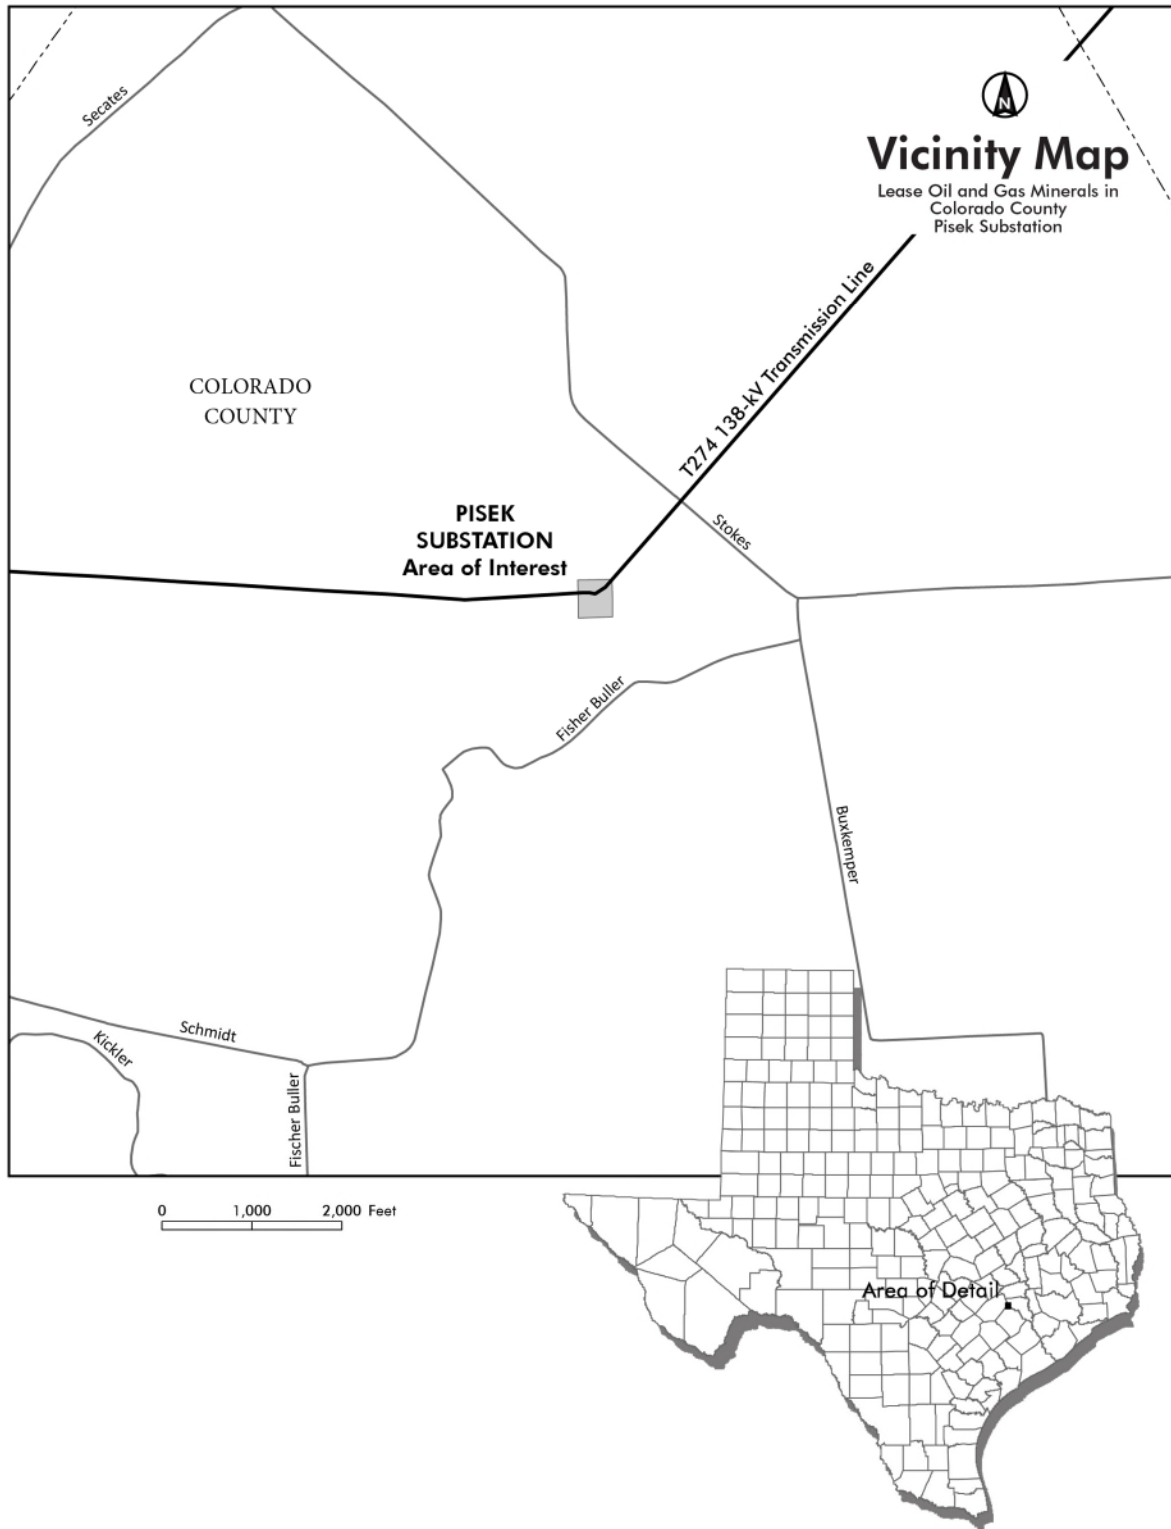 Secates
N
Vicinity Map
Lease Oil and Gas Minerals in
Colorado County
Pisek Substation
T274 138-kV Transmission Line
COLORADO
COUNTY
PISEK
SUBSTATION
Area of Interest
Stokes
Fisher Buller
Buxkemper
Schmidt
Kickler
Fischer Buller
0 1,000 2,000 Feet
Area of Detail